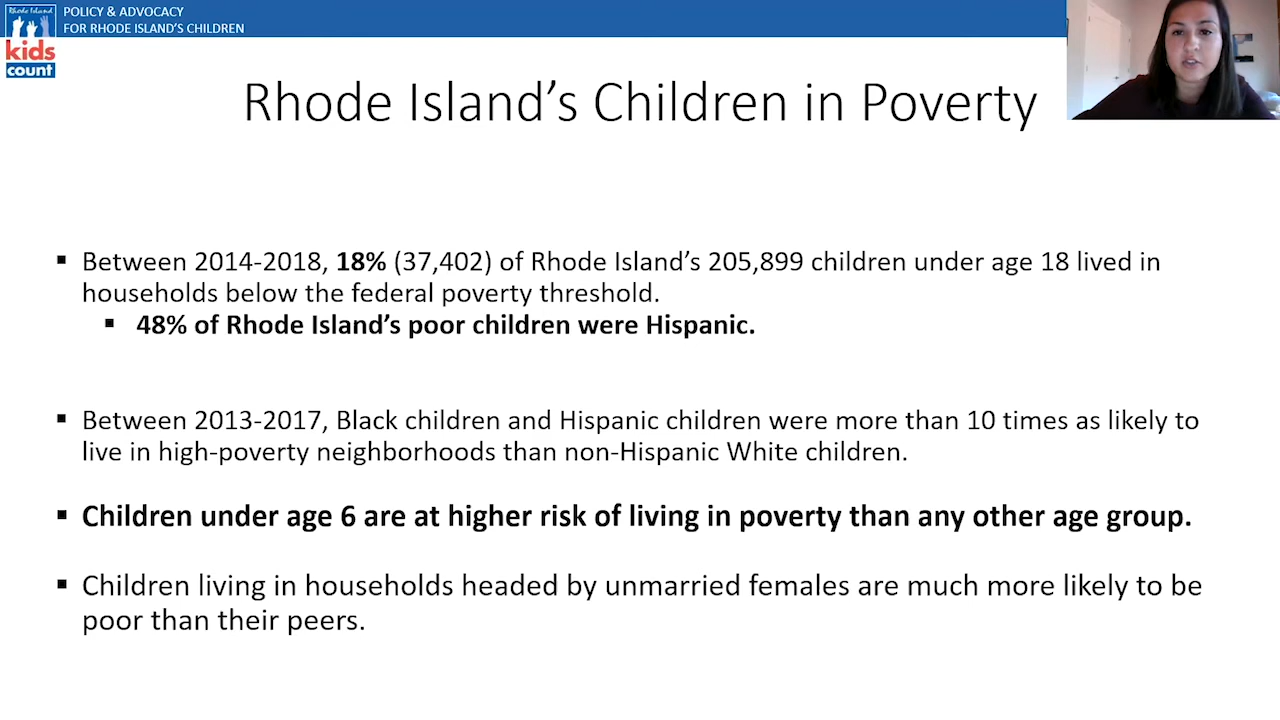 Rhode Island
kids
count
POLICY & ADVOCACY
FOR RHODE ISLAND'S CHILDREN
Rhode Island's Children in Poverty
▪ Between 2014-2018, 18% (37,402) of Rhode Island's 205,899 children under age 18 lived in
households below the federal poverty threshold.
▪ 48% of Rhode Island's poor children were Hispanic.
▪ Between 2013-2017, Black children and Hispanic children were more than 10 times as likely to
live in high-poverty neighborhoods than non-Hispanic White children.
▪ Children under age 6 are at higher risk of living in poverty than any other age group.
▪ Children living in households headed by unmarried females are much more likely to be
poor than their peers.